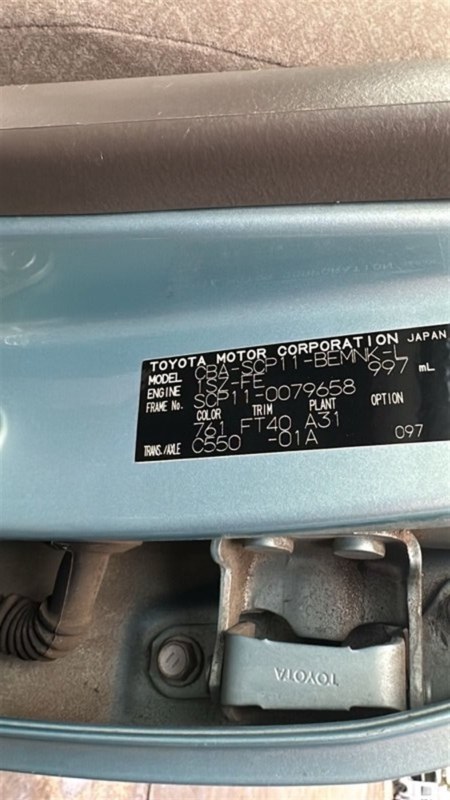 TOYOTA MOTOR CORPORATION JAPAN
MODEL CBA-SCP11-BEMNK-L
ENGINE 1SZ-FE 997 mL
FRAME No. SCP11-0079658
COLOR TRIM PLANT OPTION
761 FT40 A31
TRANS./AXLE C550 -01A 097
TOYOTA